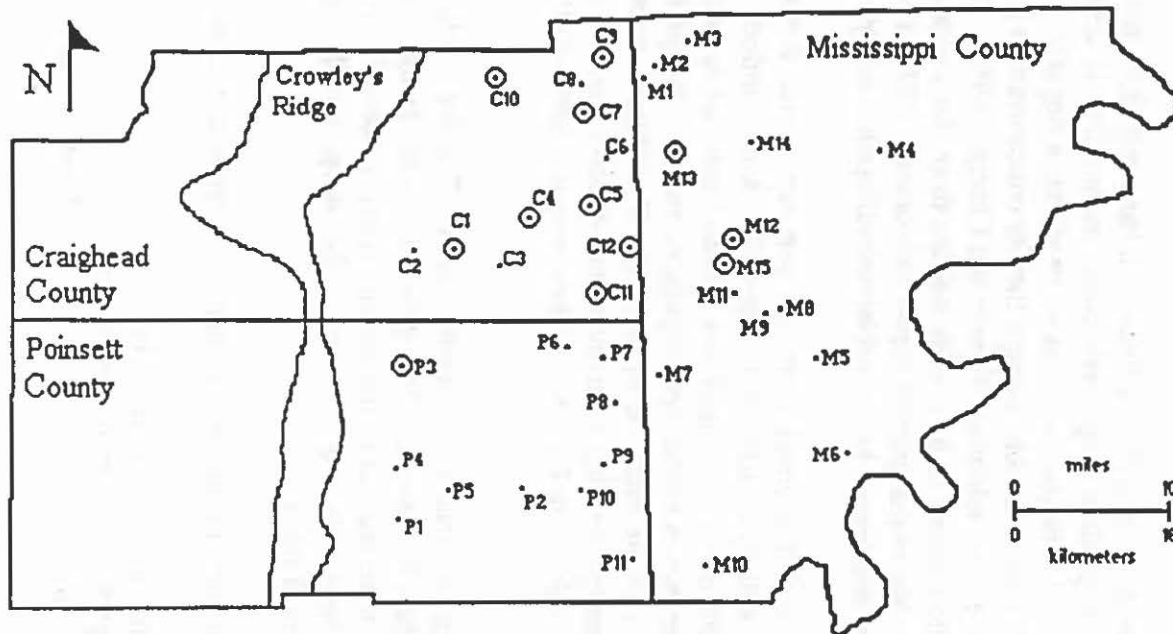 N
Crowley's
Ridge
Mississippi County
Craighead
County
Poinsett
County
C9
C8
C10
C7
C6
C5
C4
C1
C2
C3
C12
C11
M3
M2
M1
M14
M13
M4
M12
M15
M11
M8
M9
M5
M7
M6
M10
P6
P7
P3
P8
P4
P9
P5
P2
P10
P1
P11
miles
0
10
0
16
kilometers